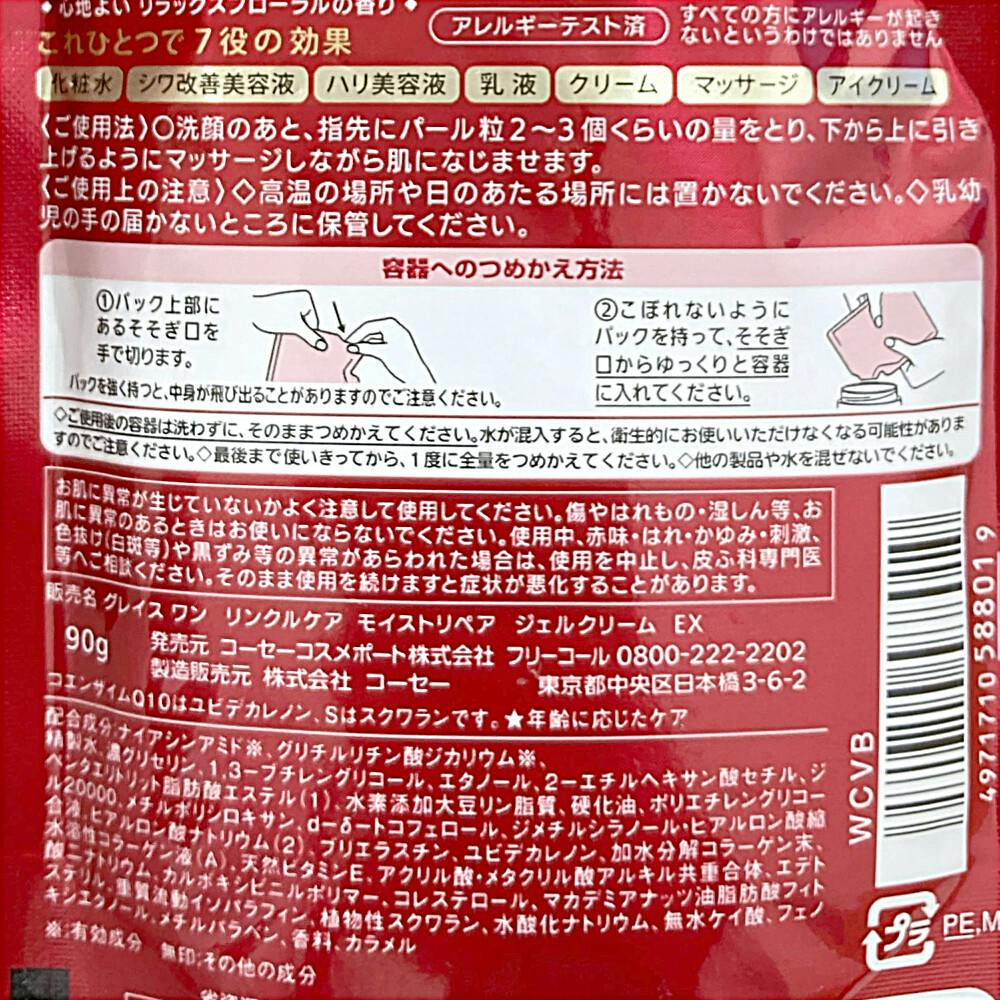 心地よい リラックスフローラルの香り
アレルギーテスト済
すべての方にアレルギーが起き
ないというわけではありません
これひとつで7役の効果
化粧水 シワ改善美容液 ハリ美容液 乳液 クリーム マッサージ アイクリーム
〈ご使用法〉○洗顔のあと、指先にパール粒2〜3個くらいの量をとり、下から上に引き
上げるようにマッサージしながら肌になじませます。
〈ご使用上の注意〉◇高温の場所や日のあたる場所には置かないでください。◇乳幼
児の手の届かないところに保管してください。
容器へのつめかえ方法
①パック上部に
あるそそぎ口を
手で切ります。
パックを強く持つと、中身が飛び出ることがありますのでご注意ください。
②こぼれないように
パックを持って、そそぎ
口からゆっくりと容器
に入れてください。
◇ご使用後の容器は洗わずに、そのままつめかえてください。水が混入すると、衛生的にお使いいただけなくなる可能性がありま
すのでご注意ください。◇最後まで使いきってから、1度に全量をつめかえてください。◇他の製品や水を混ぜないでください。
お肌に異常が生じていないかよく注意して使用してください。傷やはれもの・湿しん等、お
肌に異常のあるときはお使いにならないでください。使用中、赤味・はれ・かゆみ・刺激、
色抜け(白斑等)や黒ずみ等の異常があらわれた場合は、使用を中止し、皮ふ科専門医
等へご相談ください。そのまま使用を続けますと症状が悪化することがあります。
販売名 グレイス ワン リンクルケア モイストリペア ジェルクリーム EX
90g
発売元 コーセーコスメポート株式会社 フリーコール 0800-222-2202
製造販売元 株式会社 コーセー 東京都中央区日本橋3-6-2
コエンザイムQ10はユビデカレノン、Sはスクワランです。★年齢に応じたケア
配合成分:ナイアシンアミド※、グリチルリチン酸ジカリウム※、
精製水、濃グリセリン、1,3-ブチレングリコール、エタノール、2-エチルヘキサン酸セチル、ジ
ペンタエリトリット脂肪酸エステル(1)、水素添加大豆リン脂質、硬化油、ポリエチレングリコー
ル20000、メチルポリシロキサン、d-δ-トコフェロール、ジメチルシラノール・ヒアルロン酸縮
合液、ヒアルロン酸ナトリウム(2)、プリエラスチン、ユビデカレノン、加水分解コラーゲン末、
水溶性コラーゲン液(A)、天然ビタミンE、アクリル酸・メタクリル酸アルキル共重合体、エデト
酸二ナトリウム、カルボキシビニルポリマー、コレステロール、マカデミアナッツ油脂肪酸フィト
ステリル、重質流動イソパラフィン、植物性スクワラン、水酸化ナトリウム、無水ケイ酸、フェノ
キシエタノール、メチルパラベン、香料、カラメル
※:有効成分 無印:その他の成分
WCVB
4971710 58801 9
プラ
PE,M